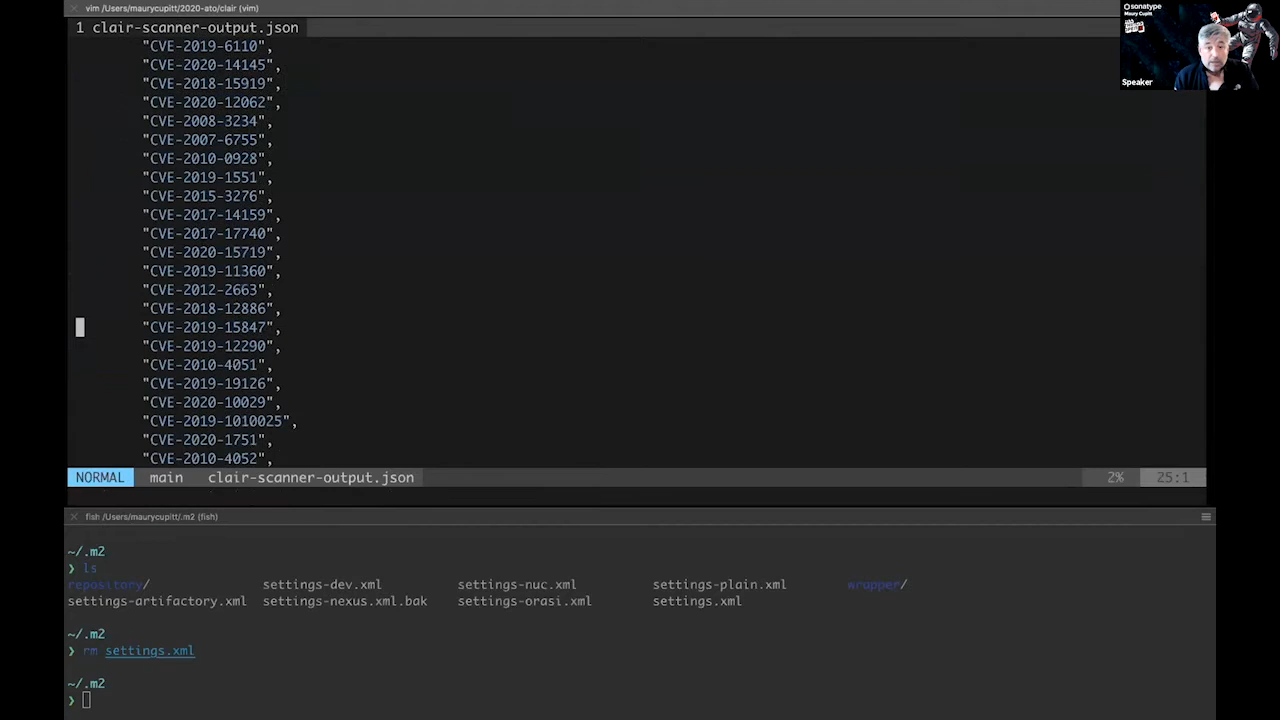 vim /Users/maurycupitt/2020-ato/clair (vim)
1 clair-scanner-output.json
"CVE-2019-6110",
"CVE-2020-14145",
"CVE-2018-15919",
"CVE-2020-12062",
"CVE-2008-3234",
"CVE-2007-6755",
"CVE-2010-0928",
"CVE-2019-1551",
"CVE-2015-3276",
"CVE-2017-14159",
"CVE-2017-17740",
"CVE-2020-15719",
"CVE-2019-11360",
"CVE-2012-2663",
"CVE-2018-12886",
"CVE-2019-15847",
"CVE-2019-12290",
"CVE-2010-4051",
"CVE-2019-19126",
"CVE-2020-10029",
"CVE-2019-1010025",
"CVE-2020-1751",
"CVE-2010-4052",
NORMAL main clair-scanner-output.json 2% 25:1
fish /Users/maurycupitt/.m2 (fish)
~/.m2
❯ ls
repository/ settings-dev.xml settings-nuc.xml settings-plain.xml wrapper/
settings-artifactory.xml settings-nexus.xml.bak settings-orasi.xml settings.xml
~/.m2
❯ rm settings.xml
~/.m2
❯
sonatype
Maury Cupitt
Speaker